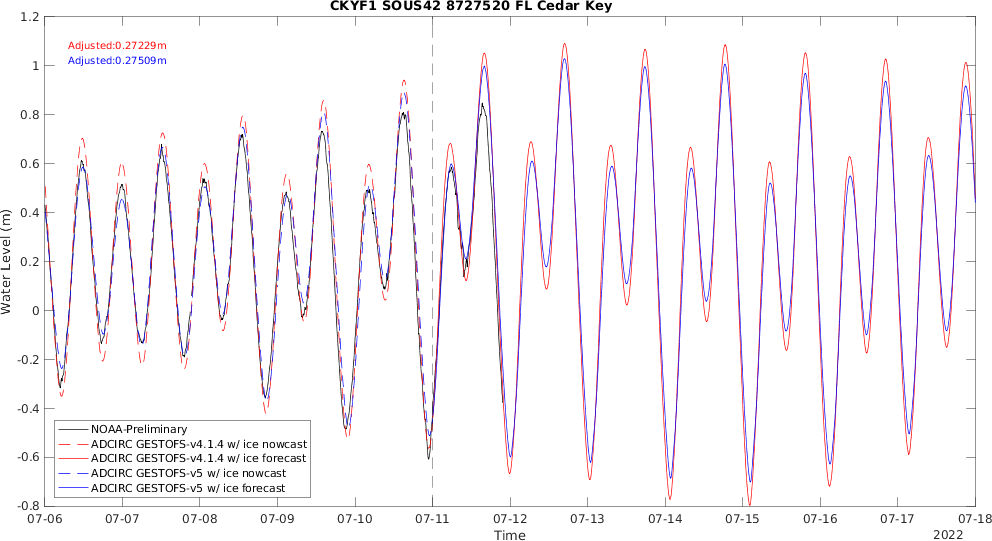 CKYF1 SOUS42 8727520 FL Cedar Key
1.2
1
0.8
0.6
0.4
0.2
0
-0.2
-0.4
-0.6
-0.8
Water Level (m)
Adjusted:0.27229m
Adjusted:0.27509m
NOAA-Preliminary
ADCIRC GESTOFS-v4.1.4 w/ ice nowcast
ADCIRC GESTOFS-v4.1.4 w/ ice forecast
ADCIRC GESTOFS-v5 w/ ice nowcast
ADCIRC GESTOFS-v5 w/ ice forecast
07-06 07-07 07-08 07-09 07-10 07-11 07-12 07-13 07-14 07-15 07-16 07-17 07-18
Time
2022